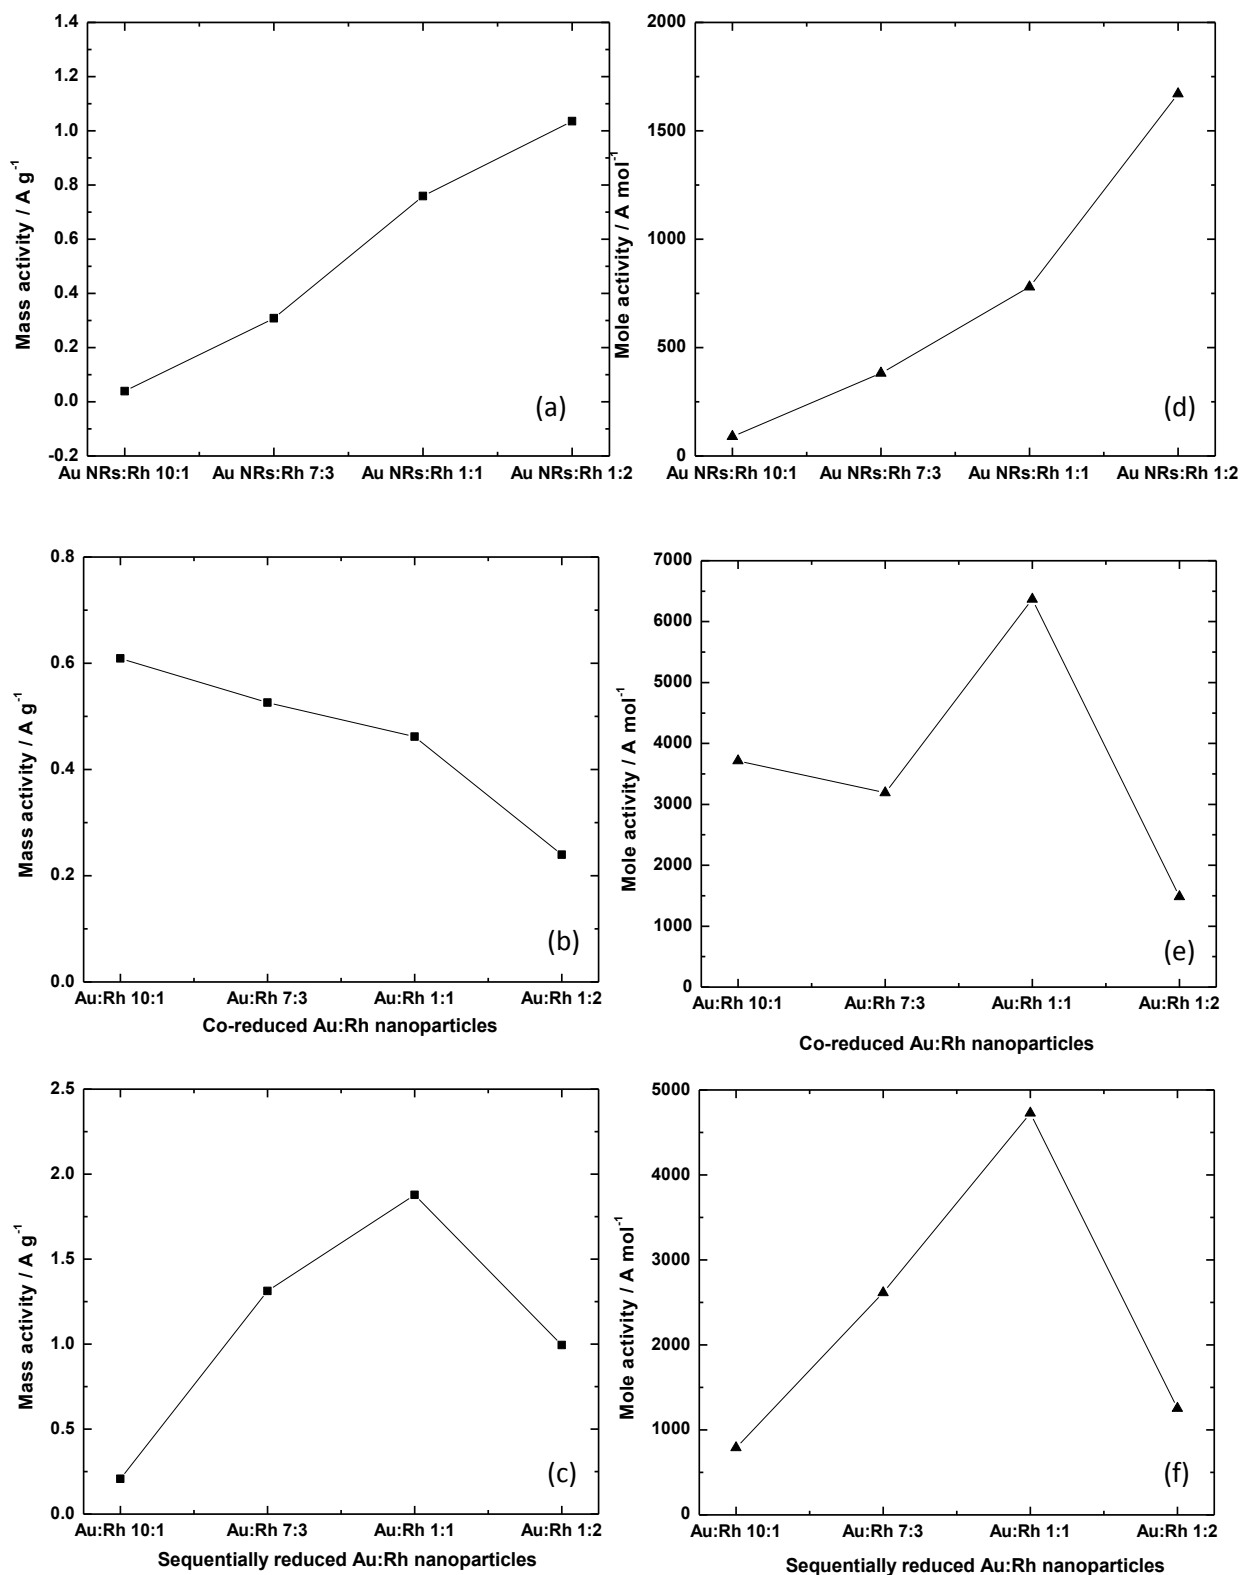 1.4
1.2
1.0
0.8
0.6
0.4
0.2
0.0
-0.2
Mass activity / A g⁻¹
Au NRs:Rh 10:1 Au NRs:Rh 7:3 Au NRs:Rh 1:1 Au NRs:Rh 1:2
(a)
2000
1500
1000
500
0
Mole activity / A mol⁻¹
Au NRs:Rh 10:1 Au NRs:Rh 7:3 Au NRs:Rh 1:1 Au NRs:Rh 1:2
(d)
0.8
0.6
0.4
0.2
0.0
Mass activity / A g⁻¹
Au:Rh 10:1 Au:Rh 7:3 Au:Rh 1:1 Au:Rh 1:2
Co-reduced Au:Rh nanoparticles
(b)
7000
6000
5000
4000
3000
2000
1000
0
Mole activity / A mol⁻¹
Au:Rh 10:1 Au:Rh 7:3 Au:Rh 1:1 Au:Rh 1:2
Co-reduced Au:Rh nanoparticles
(e)
2.5
2.0
1.5
1.0
0.5
0.0
Mass activity / A g⁻¹
Au:Rh 10:1 Au:Rh 7:3 Au:Rh 1:1 Au:Rh 1:2
Sequentially reduced Au:Rh nanoparticles
(c)
5000
4000
3000
2000
1000
0
Mole activity / A mol⁻¹
Au:Rh 10:1 Au:Rh 7:3 Au:Rh 1:1 Au:Rh 1:2
Sequentially reduced Au:Rh nanoparticles
(f)